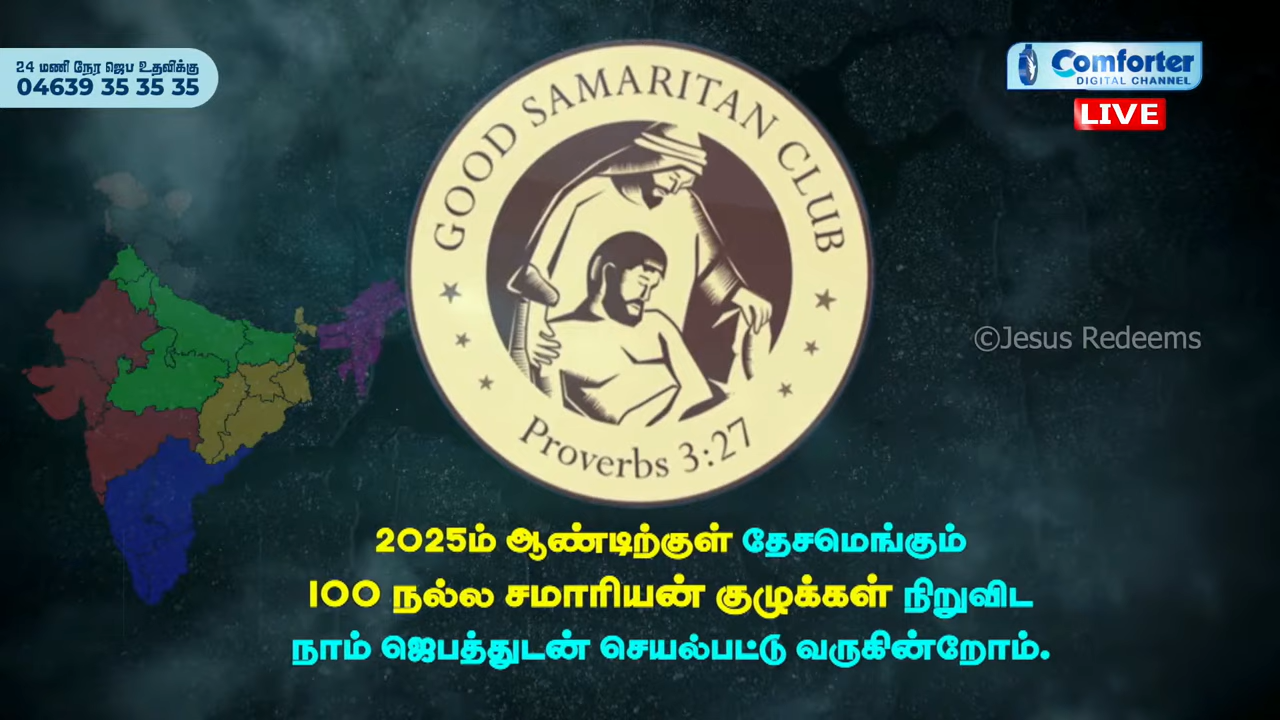 24 மணி நேர ஜெப உதவிக்கு
04639 35 35 35
Comforter
DIGITAL CHANNEL
LIVE
GOOD SAMARITAN CLUB
Proverbs 3:27
©Jesus Redeems
2025ம் ஆண்டிற்குள் தேசமெங்கும்
100 நல்ல சமாரியன் குழுக்கள் நிறுவிட
நாம் ஜெபத்துடன் செயல்பட்டு வருகின்றோம்.